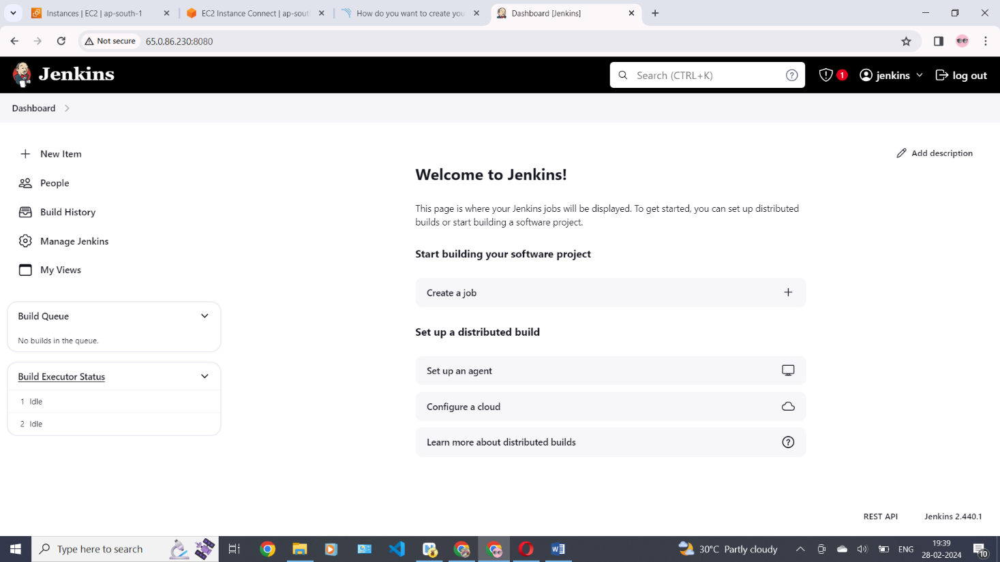 Instances | EC2 | ap-south-1
EC2 Instance Connect | ap-sout
How do you want to create you
Dashboard [Jenkins]
Not secure
65.0.86.230:8080
Jenkins
Search (CTRL+K)
1
jenkins
log out
Dashboard
New Item
Add description
People
Build History
Manage Jenkins
My Views
Welcome to Jenkins!
This page is where your Jenkins jobs will be displayed. To get started, you can set up distributed
builds or start building a software project.
Start building your software project
Create a job
Set up a distributed build
Set up an agent
Configure a cloud
Learn more about distributed builds
Build Queue
No builds in the queue.
Build Executor Status
1 Idle
2 Idle
REST API
Jenkins 2.440.1
Type here to search
30°C Partly cloudy
ENG
19:39
28-02-2024
10